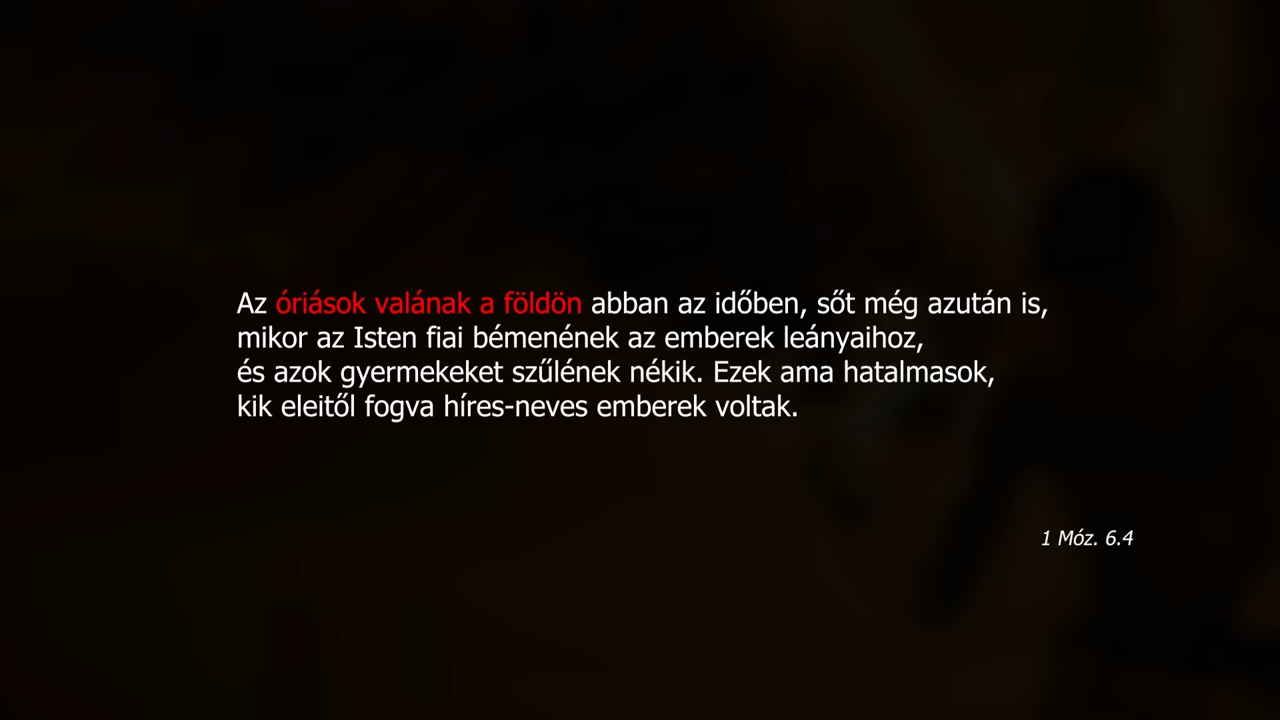 Az óriások valának a földön abban az időben, sőt még azután is,
mikor az Isten fiai bémenének az emberek leányaihoz,
és azok gyermekeket szűlének nékik. Ezek ama hatalmasok,
kik eleitől fogva híres-neves emberek voltak.
1 Móz. 6.4